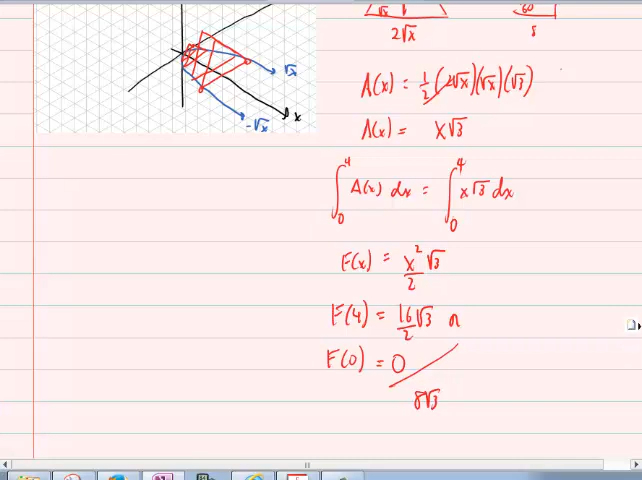 √x
60
2√x
s
√x
-√x
x
A(x) = 1/2 (2√x)(√x)(√3)
A(x) = x√3
∫₀⁴ A(x) dx = ∫₀⁴ x√3 dx
F(x) = x²/2 √3
F(4) = 16/2 √3
F(0) = 0
8√3